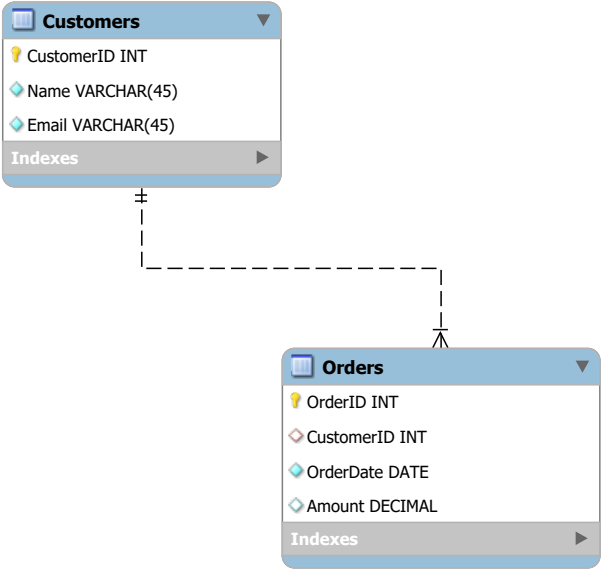 Customers
CustomerID INT
Name VARCHAR(45)
Email VARCHAR(45)
Indexes
Orders
OrderID INT
CustomerID INT
OrderDate DATE
Amount DECIMAL
Indexes